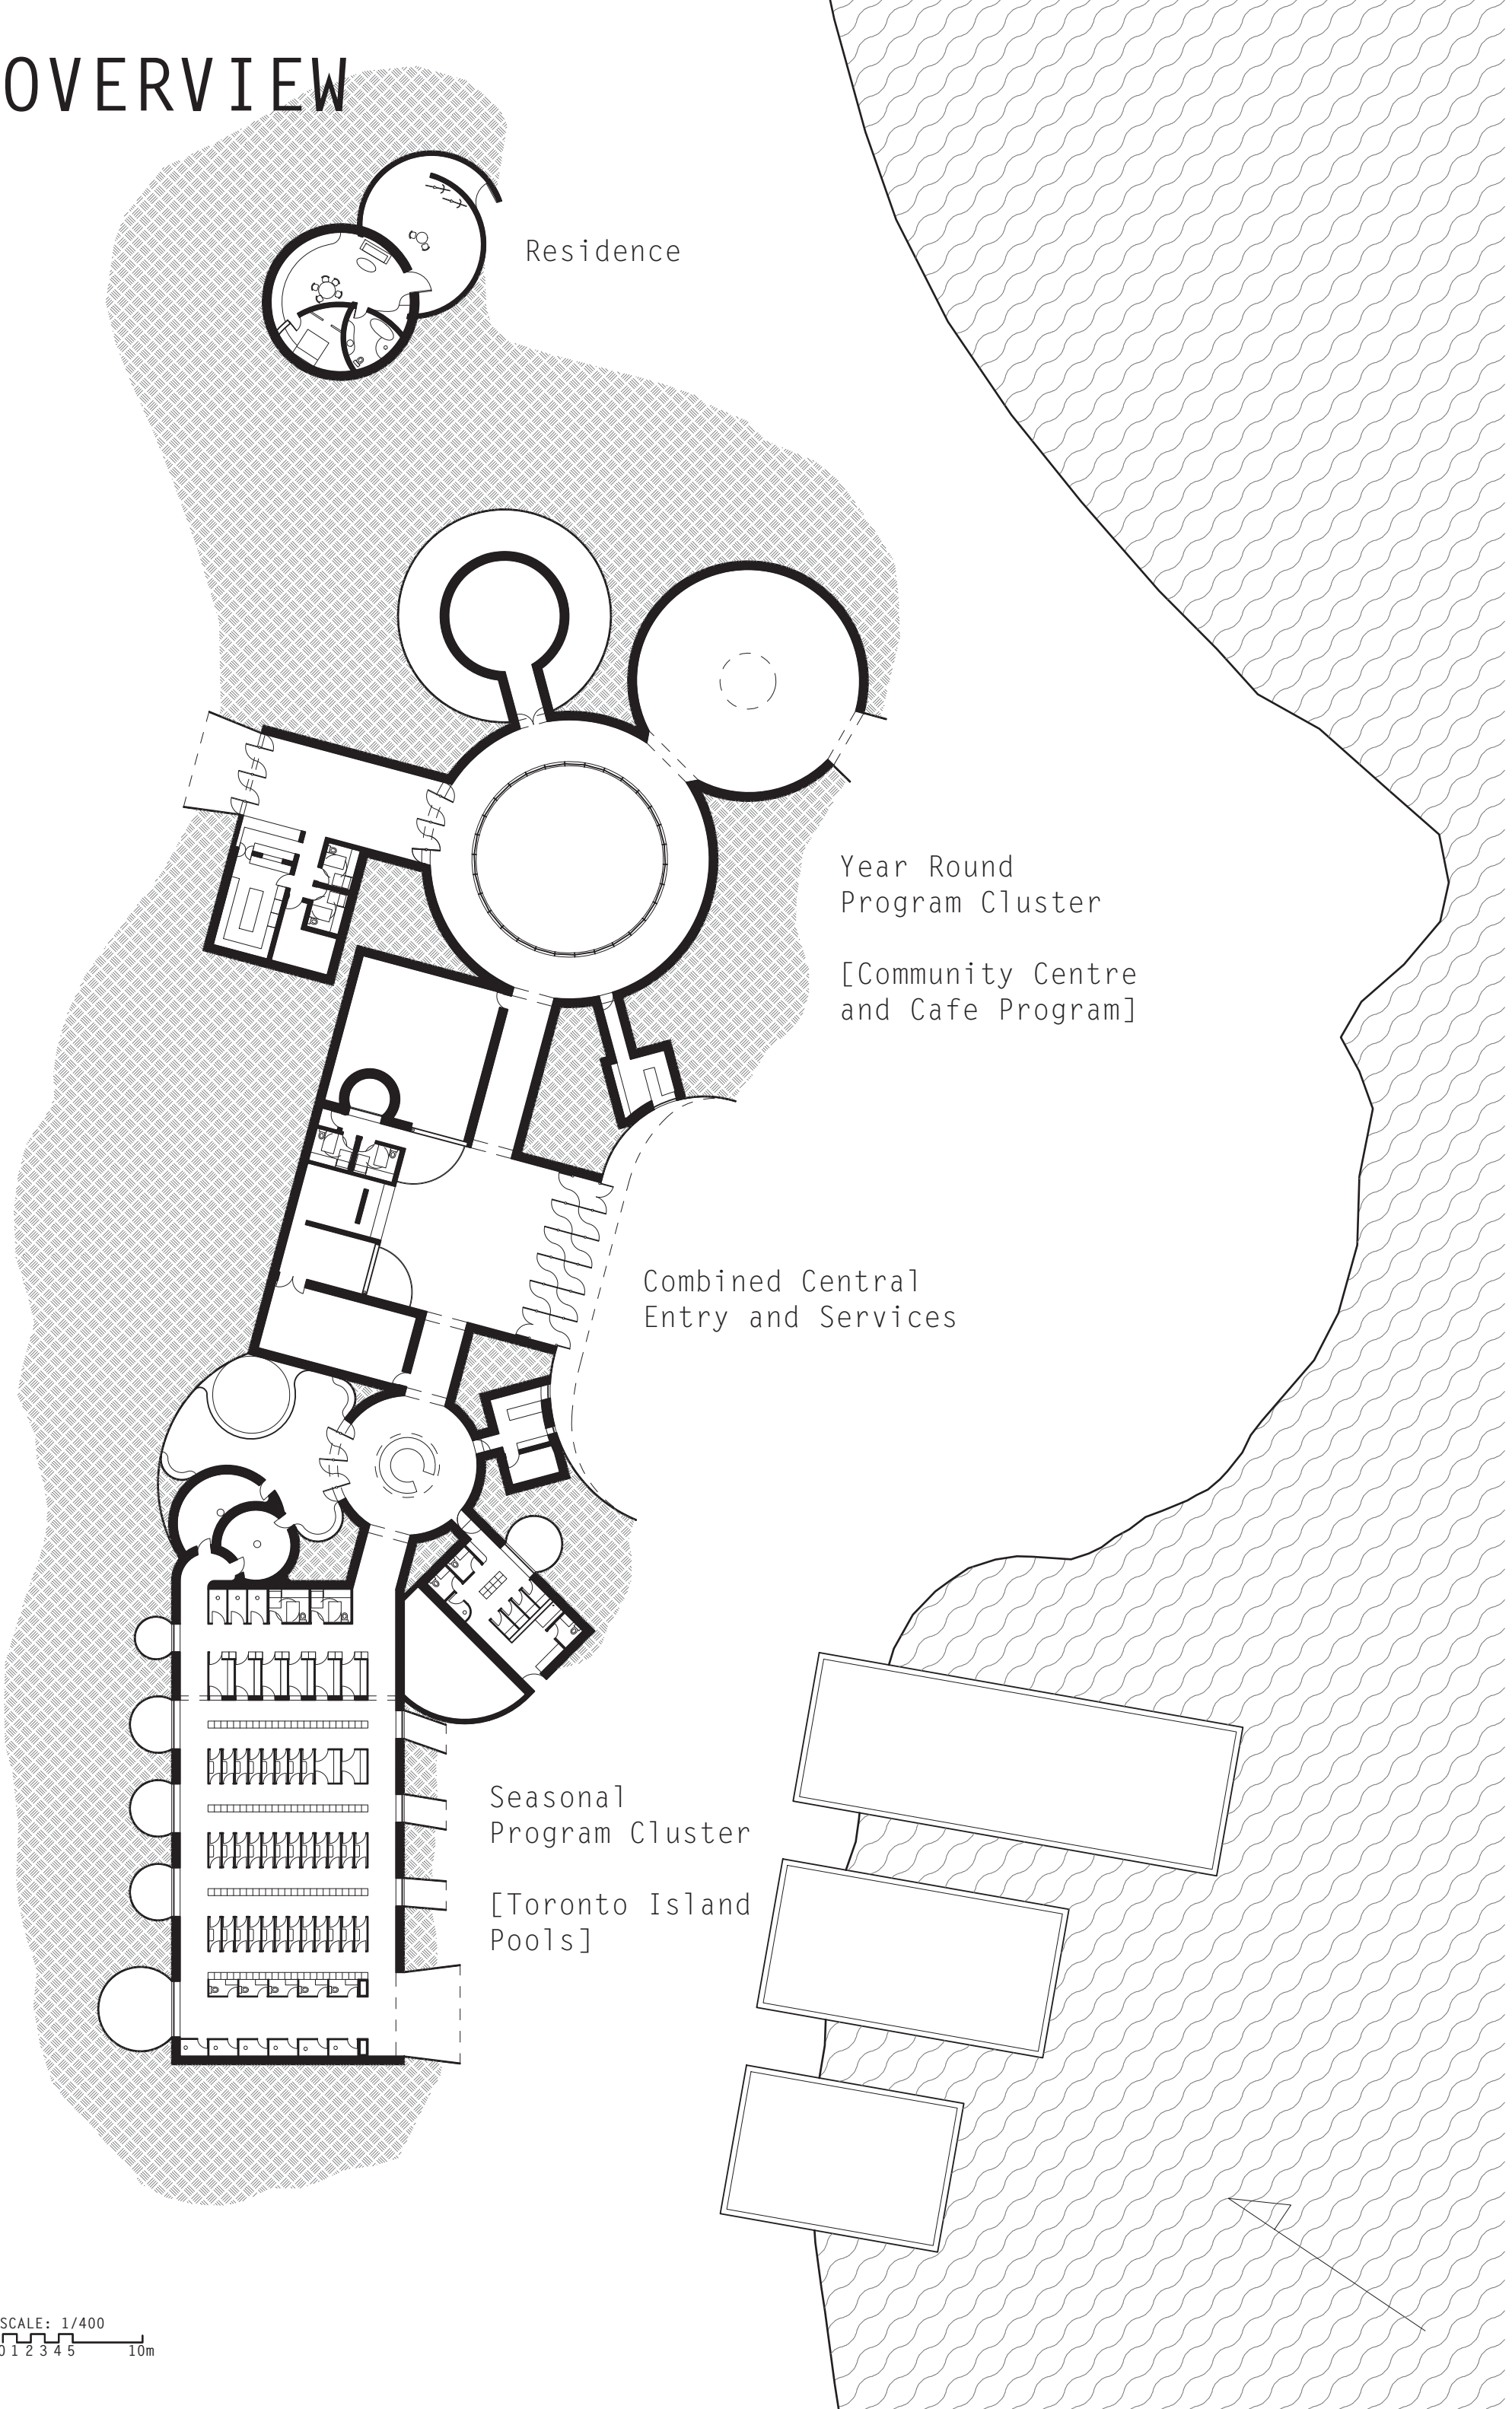 OVERVIEW
Residence
Year Round
Program Cluster
[Community Centre
and Cafe Program]
Combined Central
Entry and Services
Seasonal
Program Cluster
[Toronto Island
Pools]
SCALE: 1/400
0 1 2 3 4 5 10m